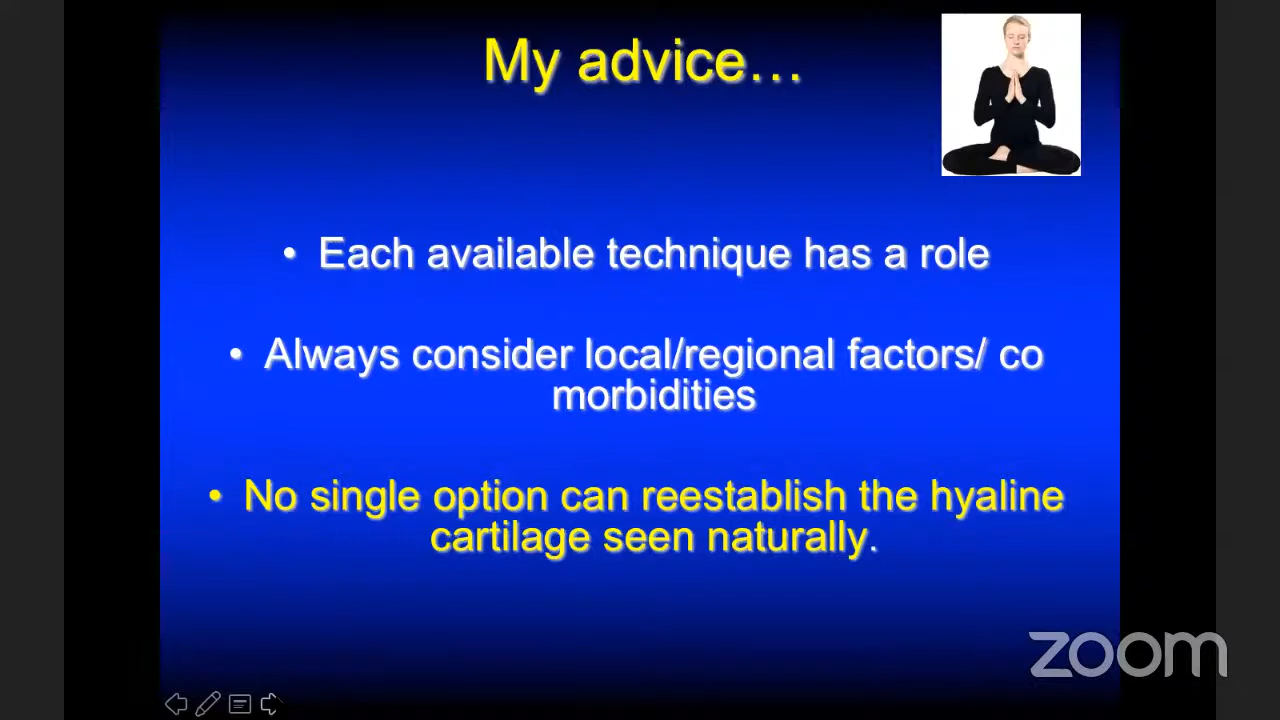 My advice…
• Each available technique has a role
• Always consider local/regional factors/ co
morbidities
• No single option can reestablish the hyaline
cartilage seen naturally.
zoom